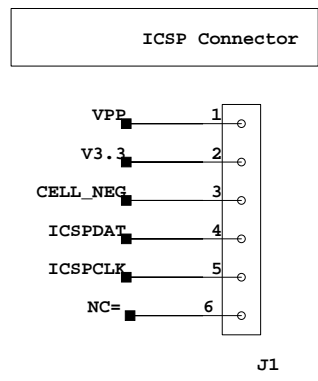 ICSP Connector
VPP 1
V3.3 2
CELL_NEG 3
ICSPDAT 4
ICSPCLK 5
NC= 6
J1